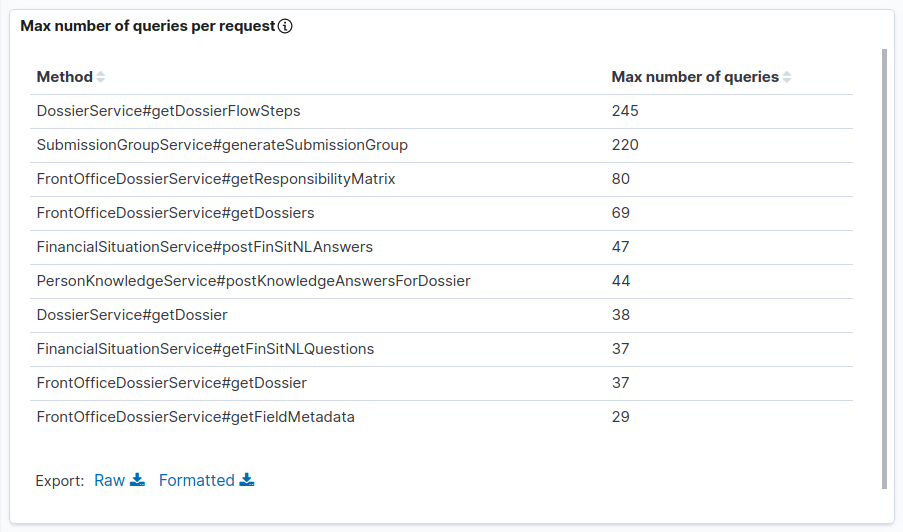 Max number of queries per request
Method Max number of queries
DossierService#getDossierFlowSteps 245
SubmissionGroupService#generateSubmissionGroup 220
FrontOfficeDossierService#getResponsibilityMatrix 80
FrontOfficeDossierService#getDossiers 69
FinancialSituationService#postFinSitNLAnswers 47
PersonKnowledgeService#postKnowledgeAnswersForDossier 44
DossierService#getDossier 38
FinancialSituationService#getFinSitNLQuestions 37
FrontOfficeDossierService#getDossier 37
FrontOfficeDossierService#getFieldMetadata 29
Export: Raw Formatted